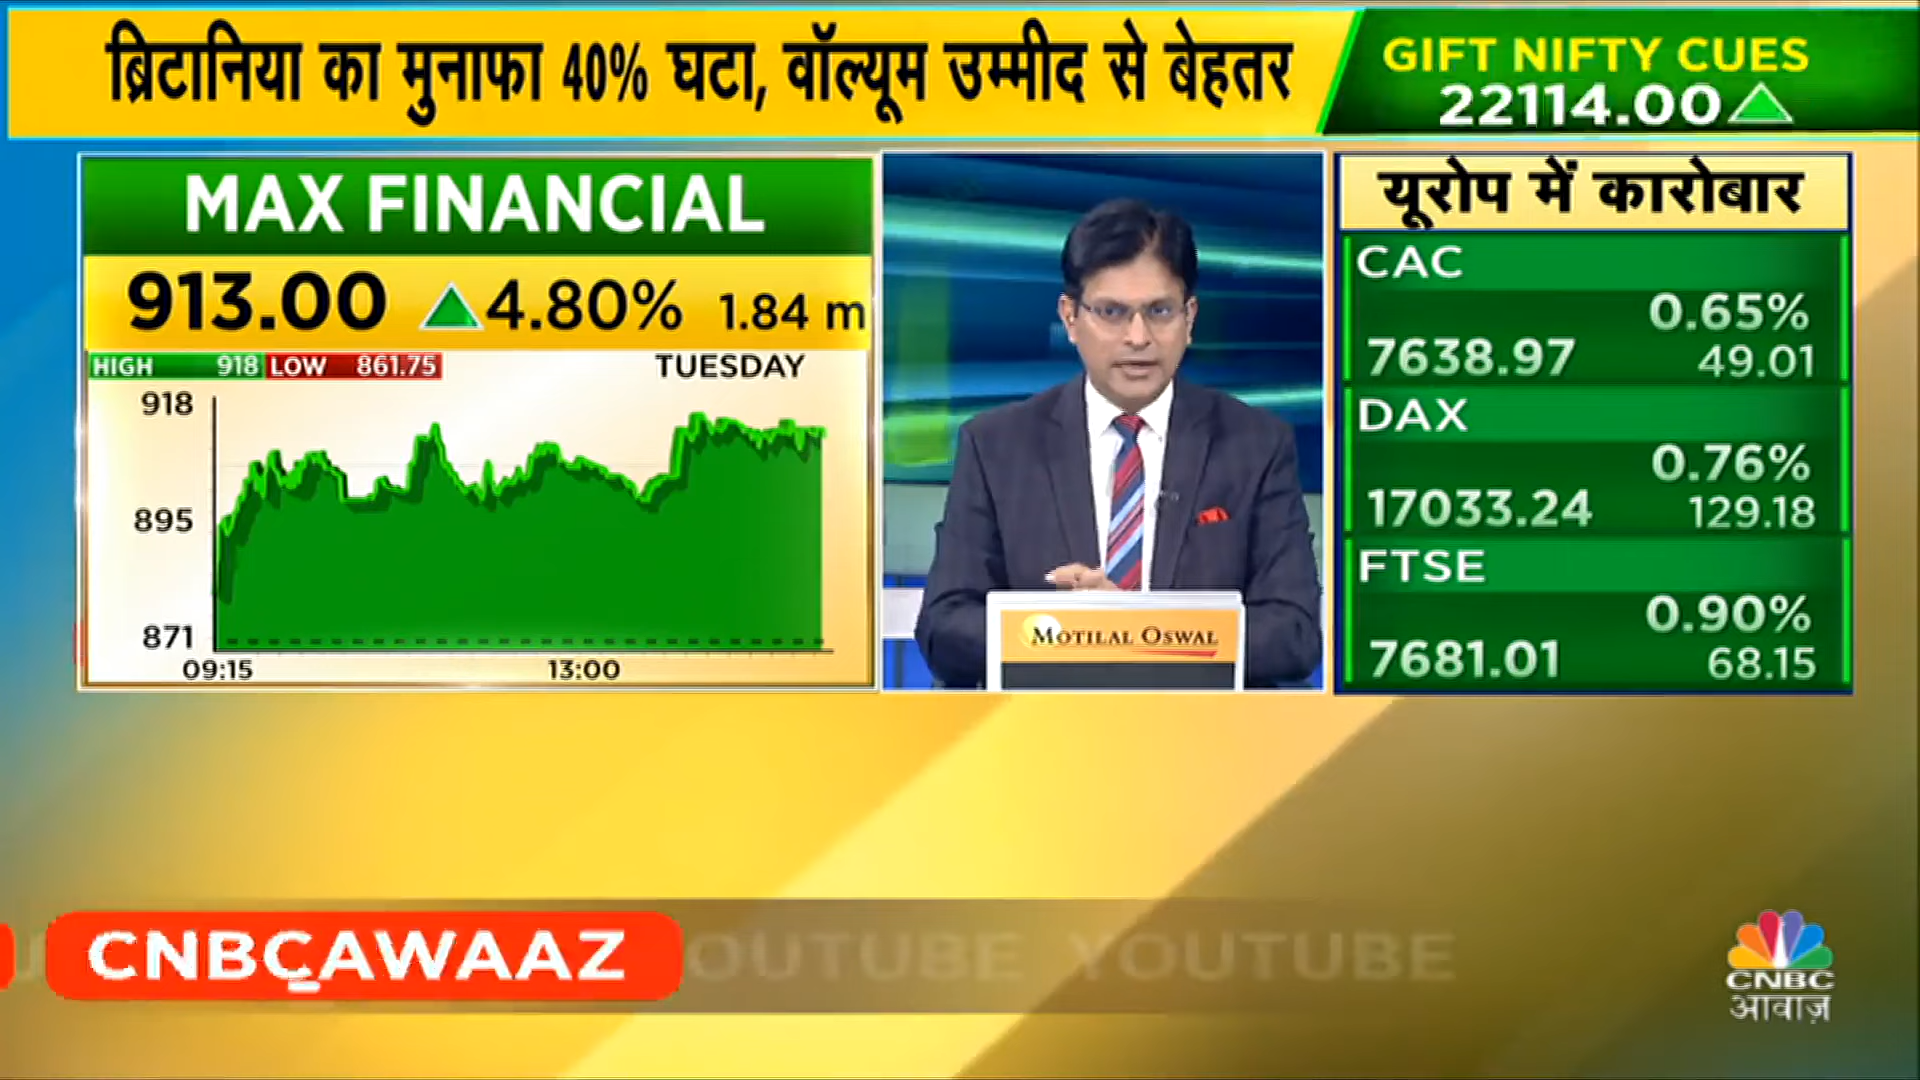 ब्रिटानिया का मुनाफा 40% घटा, वॉल्यूम उम्मीद से बेहतर
GIFT NIFTY CUES
22114.00
MAX FINANCIAL
913.00 4.80% 1.84 m
HIGH 918 LOW 861.75 TUESDAY
918
895
871
09:15 13:00
MOTILAL OSWAL
यूरोप में कारोबार
CAC
0.65%
7638.97 49.01
DAX
0.76%
17033.24 129.18
FTSE
0.90%
7681.01 68.15
CNBC_AWAAZ
OUTUBE YOUTUBE
CNBC
आवाज़